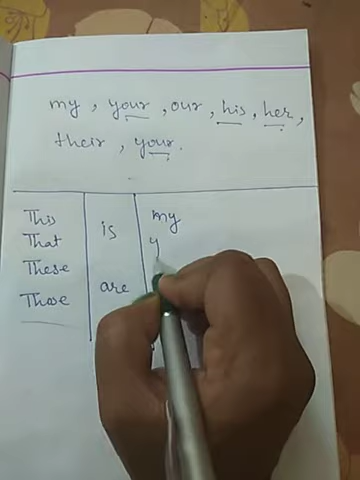 my, your, our, his, her,
their, your.
This
That
These
Those
is
are
my
y